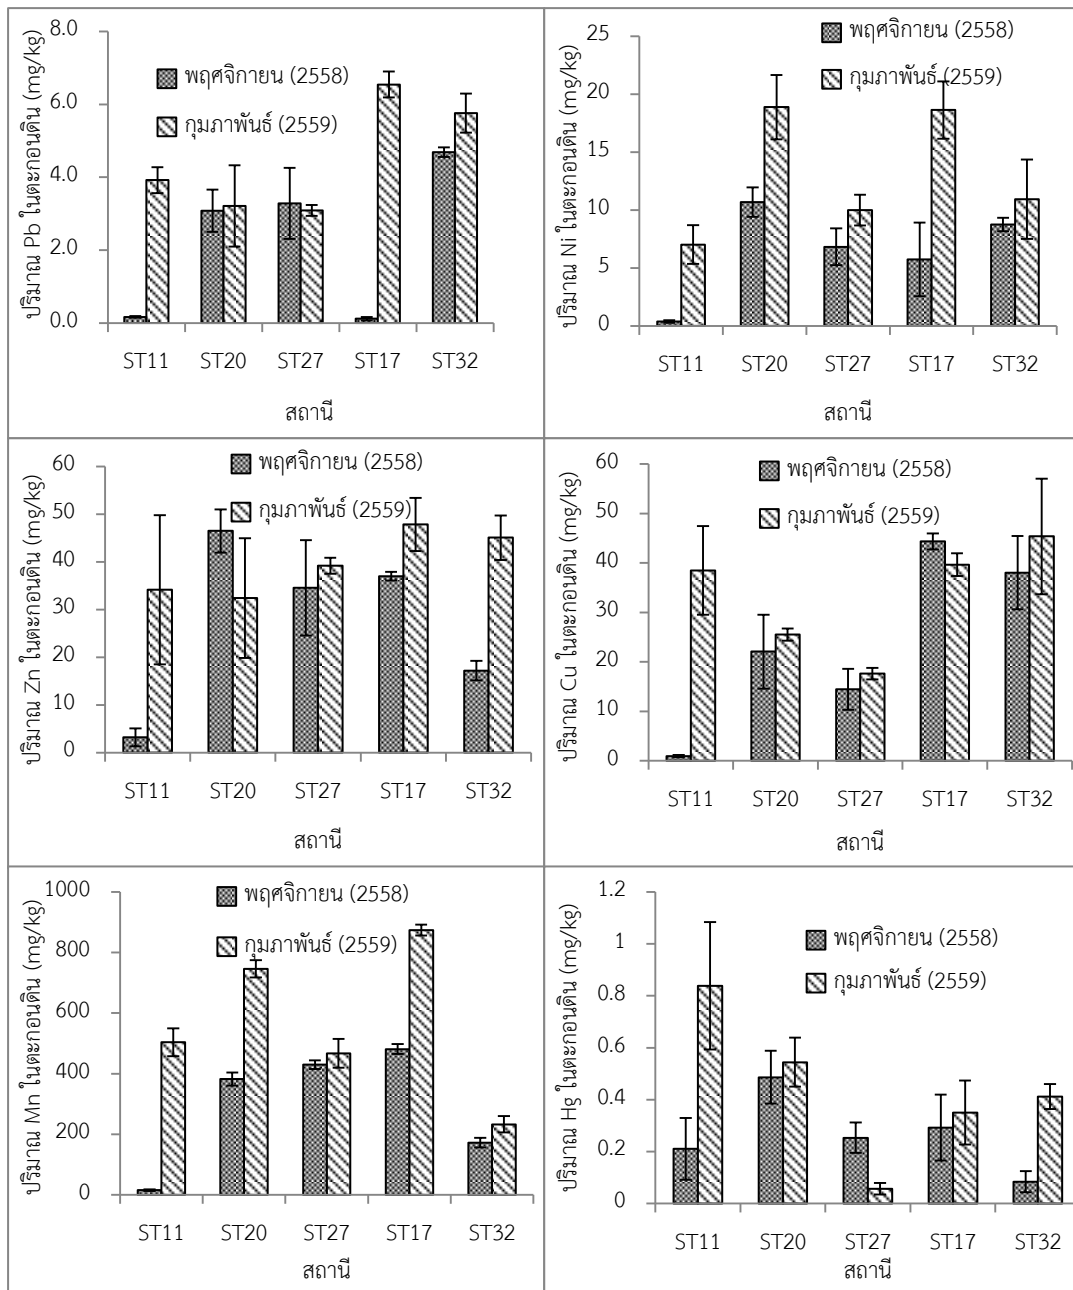 ปริมาณ Pb ในตะกอนดิน (mg/kg)
8.0
6.0
4.0
2.0
0.0
พฤศจิกายน (2558)
กุมภาพันธ์ (2559)
ST11 ST20 ST27 ST17 ST32
สถานี
ปริมาณ Ni ในตะกอนดิน (mg/kg)
25
20
15
10
5
0
พฤศจิกายน (2558)
กุมภาพันธ์ (2559)
ST11 ST20 ST27 ST17 ST32
สถานี
ปริมาณ Zn ในตะกอนดิน (mg/kg)
60
50
40
30
20
10
0
พฤศจิกายน (2558)
กุมภาพันธ์ (2559)
ST11 ST20 ST27 ST17 ST32
สถานี
ปริมาณ Cu ในตะกอนดิน (mg/kg)
60
50
40
30
20
10
0
พฤศจิกายน (2558)
กุมภาพันธ์ (2559)
ST11 ST20 ST27 ST17 ST32
สถานี
ปริมาณ Mn ในตะกอนดิน (mg/kg)
1000
800
600
400
200
0
พฤศจิกายน (2558)
กุมภาพันธ์ (2559)
ST11 ST20 ST27 ST17 ST32
สถานี
ปริมาณ Hg ในตะกอนดิน (mg/kg)
1.2
1
0.8
0.6
0.4
0.2
0
พฤศจิกายน (2558)
กุมภาพันธ์ (2559)
ST11 ST20 ST27 ST17 ST32
สถานี